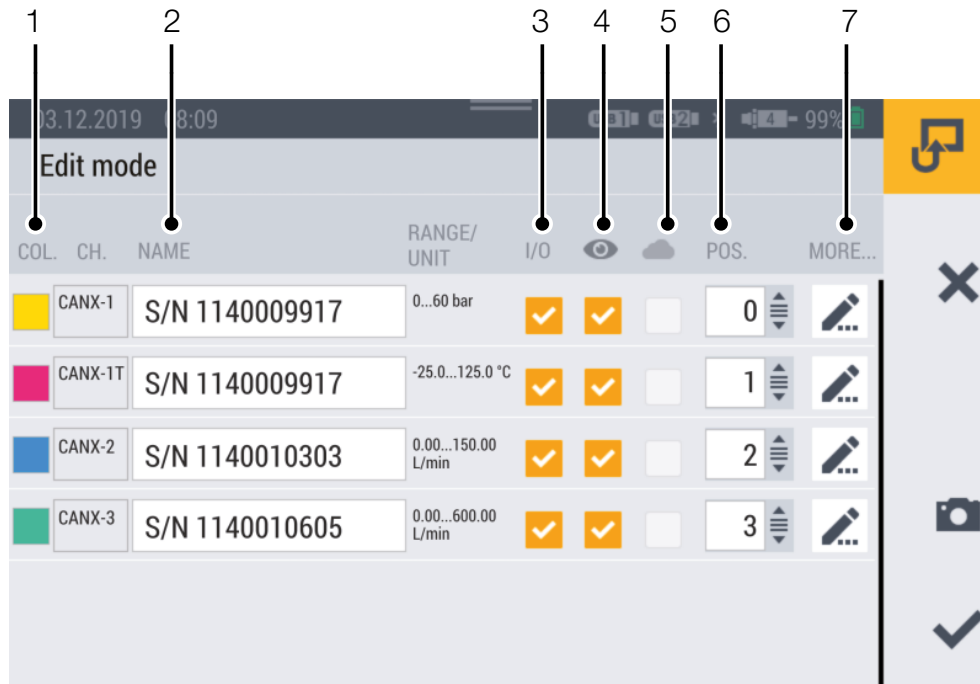 1 2 3 4 5 6 7
03.12.2019 08:09 99%
Edit mode
COL. CH. NAME RANGE/ UNIT I/O POS. MORE...
CANX-1 S/N 1140009917 0...60 bar 0
CANX-1T S/N 1140009917 -25.0...125.0 °C 1
CANX-2 S/N 1140010303 0.00...150.00 L/min 2
CANX-3 S/N 1140010605 0.00...600.00 L/min 3